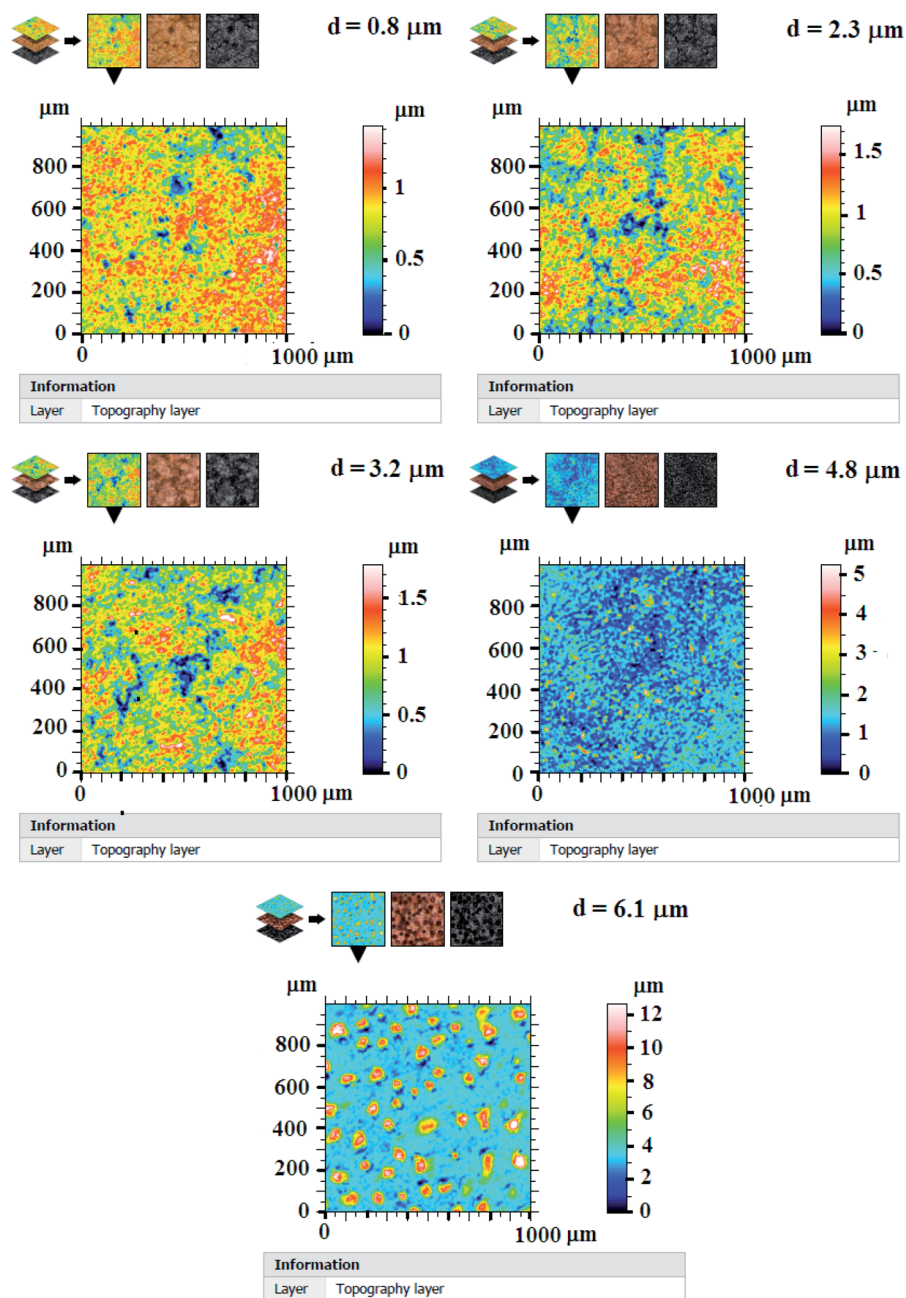 d = 0.8 µm
µm
µm
800
600
400
200
0
0
1000 µm
1
0.5
0
Information
Layer Topography layer
d = 2.3 µm
µm
µm
800
600
400
200
0
0
1000 µm
1.5
1
0.5
0
Information
Layer Topography layer
d = 3.2 µm
µm
µm
800
600
400
200
0
0
1000 µm
1.5
1
0.5
0
Information
Layer Topography layer
d = 4.8 µm
µm
µm
800
600
400
200
0
0
1000 µm
5
4
3
2
1
0
Information
Layer Topography layer
d = 6.1 µm
µm
µm
800
600
400
200
0
0
1000 µm
12
10
8
6
4
2
0
Information
Layer Topography layer